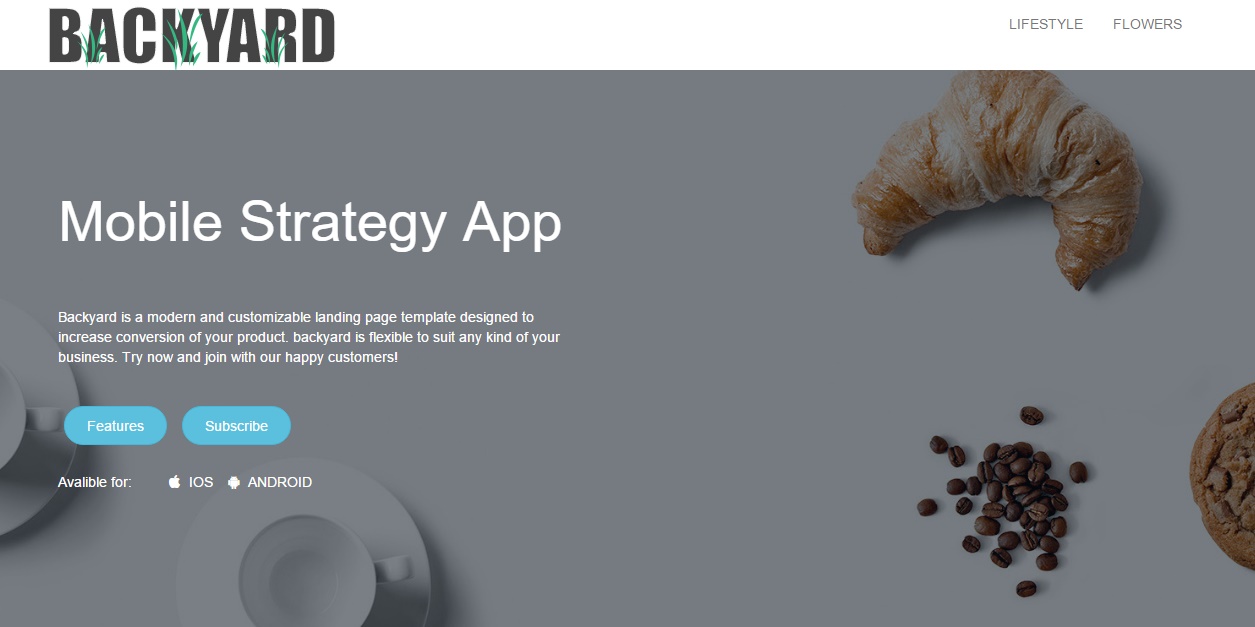 BACKYARD
LIFESTYLE FLOWERS
Mobile Strategy App
Backyard is a modern and customizable landing page template designed to
increase conversion of your product. backyard is flexible to suit any kind of your
business. Try now and join with our happy customers!
Features Subscribe
Avalible for: IOS ANDROID